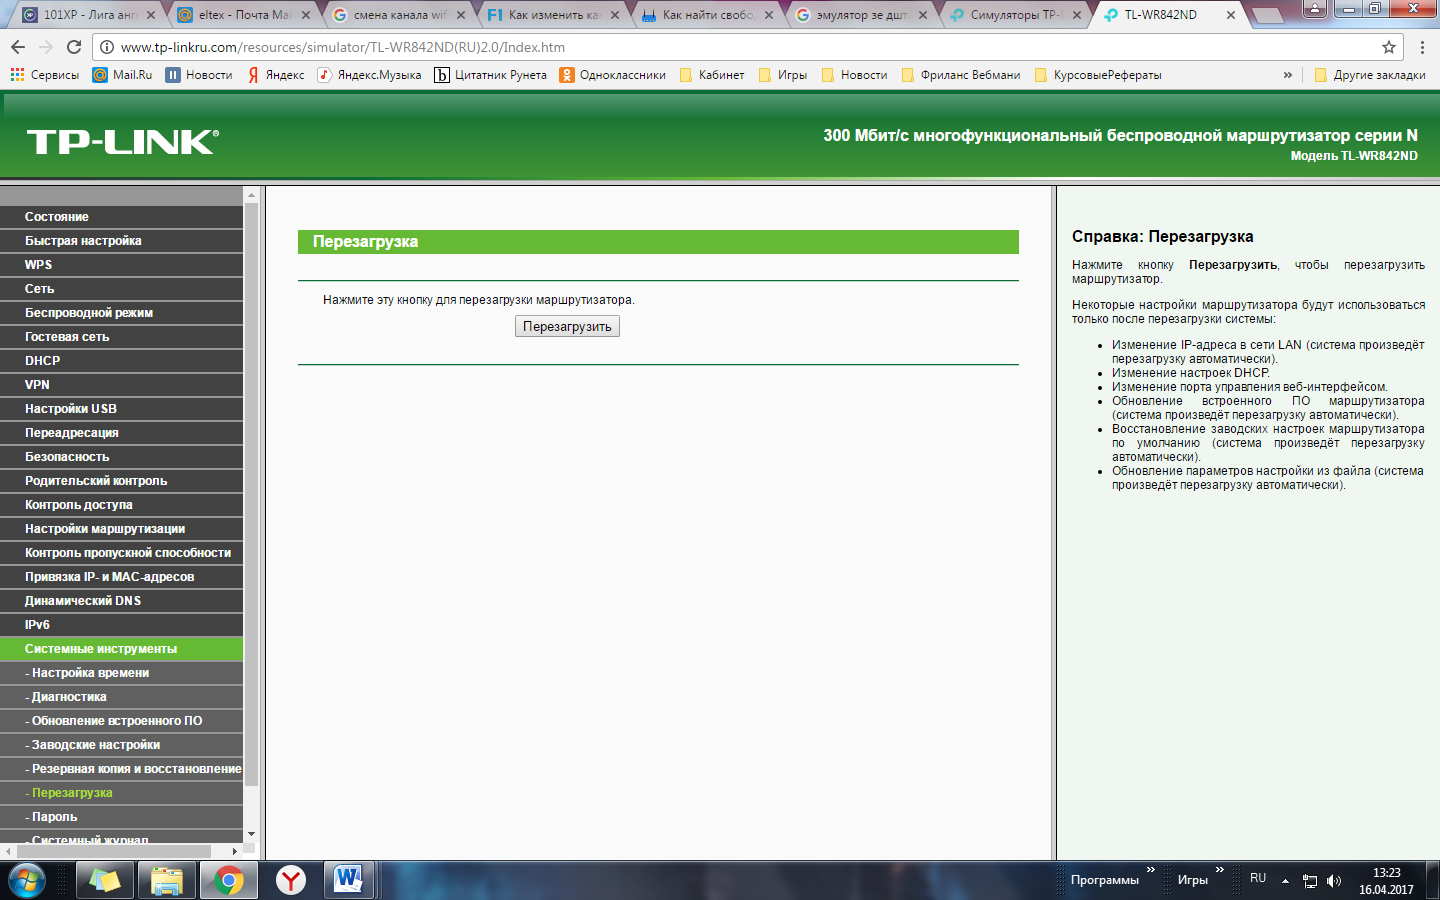 101XP - Лига анге
eltex - Почта Mail
смена канала wifi
Как изменить кан
Как найти свобо
эмулятор зе дшт
Симуляторы TP-L
TL-WR842ND
www.tp-linkru.com/resources/simulator/TL-WR842ND(RU)2.0/Index.htm
Сервисы
Mail.Ru
Новости
Яндекс
Яндекс.Музыка
Цитатник Рунета
Одноклассники
Кабинет
Игры
Новости
Фриланс Вебмани
КурсовыеРефераты
»
Другие закладки
TP-LINK®
300 Мбит/с многофункциональный беспроводной маршрутизатор серии N
Модель TL-WR842ND
Состояние
Быстрая настройка
WPS
Сеть
Беспроводной режим
Гостевая сеть
DHCP
VPN
Настройки USB
Переадресация
Безопасность
Родительский контроль
Контроль доступа
Настройки маршрутизации
Контроль пропускной способности
Привязка IP- и MAC-адресов
Динамический DNS
IPv6
Системные инструменты
- Настройка времени
- Диагностика
- Обновление встроенного ПО
- Заводские настройки
- Резервная копия и восстановление
- Перезагрузка
- Пароль
- Системный журнал
Перезагрузка
Нажмите эту кнопку для перезагрузки маршрутизатора.
Перезагрузить
Справка: Перезагрузка
Нажмите кнопку Перезагрузить, чтобы перезагрузить
маршрутизатор.
Некоторые настройки маршрутизатора будут использоваться
только после перезагрузки системы:
• Изменение IP-адреса в сети LAN (система произведёт
перезагрузку автоматически).
• Изменение настроек DHCP.
• Изменение порта управления веб-интерфейсом.
• Обновление встроенного ПО маршрутизатора
(система произведёт перезагрузку автоматически).
• Восстановление заводских настроек маршрутизатора
по умолчанию (система произведёт перезагрузку
автоматически).
• Обновление параметров настройки из файла (система
произведёт перезагрузку автоматически).
Программы »
Игры »
RU
13:23
16.04.2017